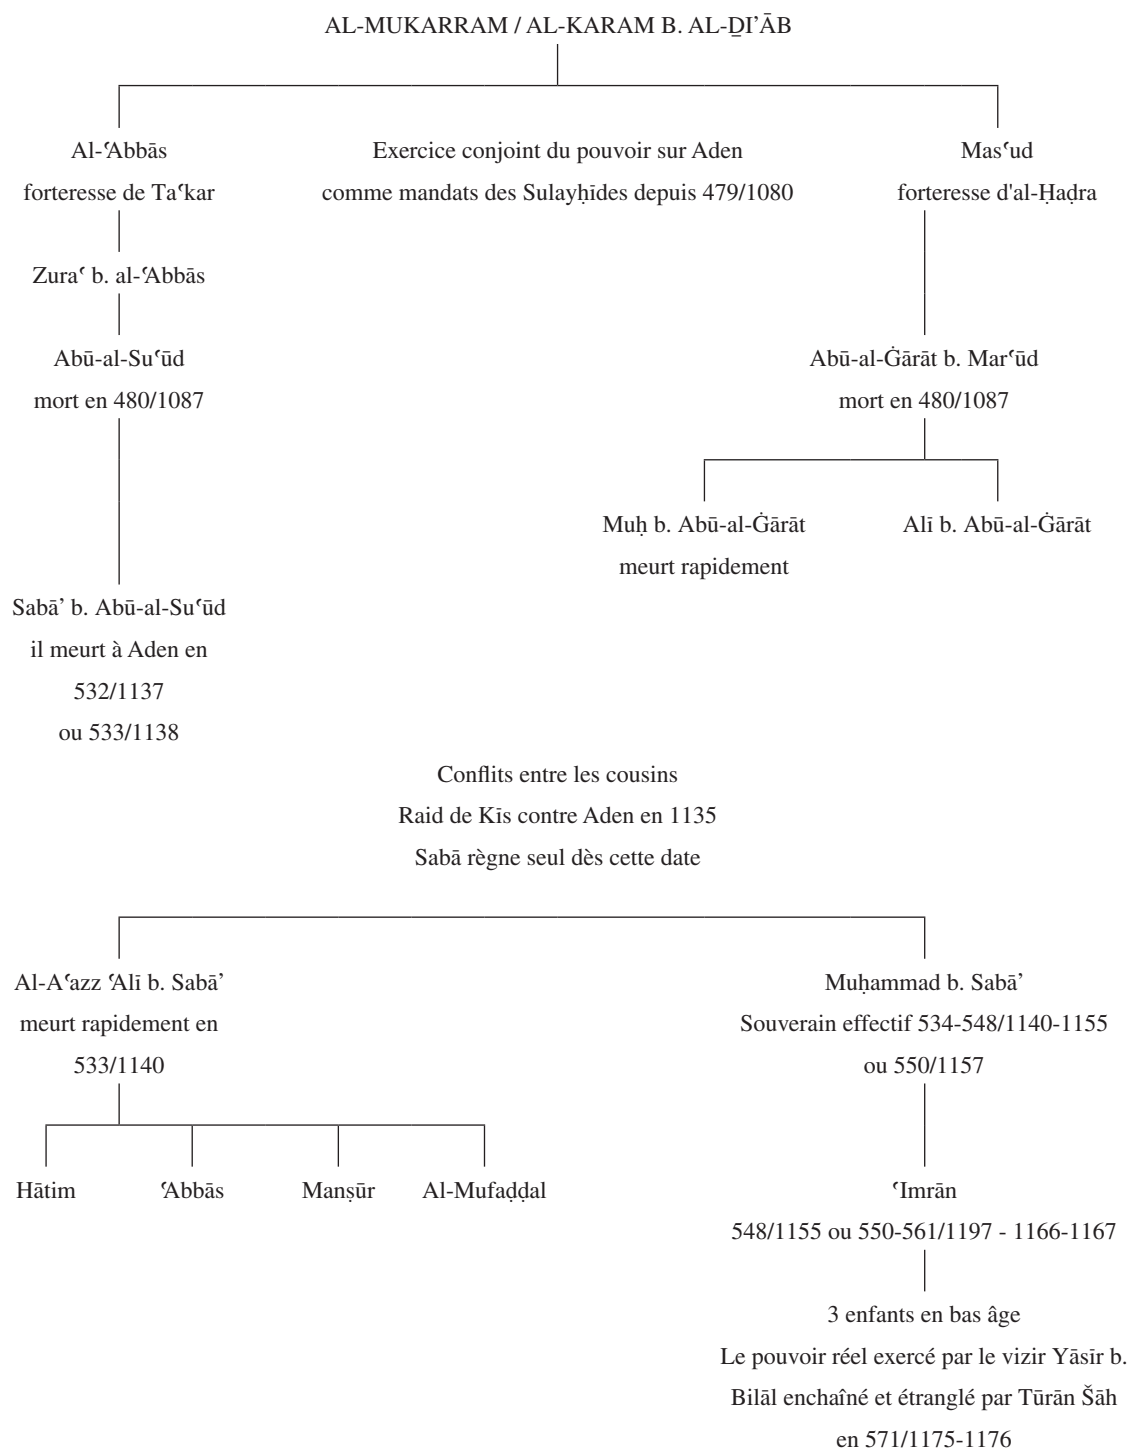 AL-MUKARRAM / AL-KARAM B. AL-ḎI’ĀB
Al-ʿAbbās
forteresse de Taʿkar
Exercice conjoint du pouvoir sur Aden
comme mandats des Sulayḥīdes depuis 479/1080
Masʿud
forteresse d'al-Ḥaḍra
Zuraʿ b. al-ʿAbbās
Abū-al-Suʿūd
mort en 480/1087
Abū-al-Ġārāt b. Marʿūd
mort en 480/1087
Muḥ b. Abū-al-Ġārāt
meurt rapidement
Alī b. Abū-al-Ġārāt
Sabā’ b. Abū-al-Suʿūd
il meurt à Aden en
532/1137
ou 533/1138
Conflits entre les cousins
Raid de Kīs contre Aden en 1135
Sabā règne seul dès cette date
Al-Aʿazz ʿAlī b. Sabā’
meurt rapidement en
533/1140
Muḥammad b. Sabā’
Souverain effectif 534-548/1140-1155
ou 550/1157
Hātim
ʿAbbās
Manṣūr
Al-Mufaḍḍal
ʿImrān
548/1155 ou 550-561/1197 - 1166-1167
3 enfants en bas âge
Le pouvoir réel exercé par le vizir Yāsīr b.
Bilāl enchaîné et étranglé par Tūrān Šāh
en 571/1175-1176